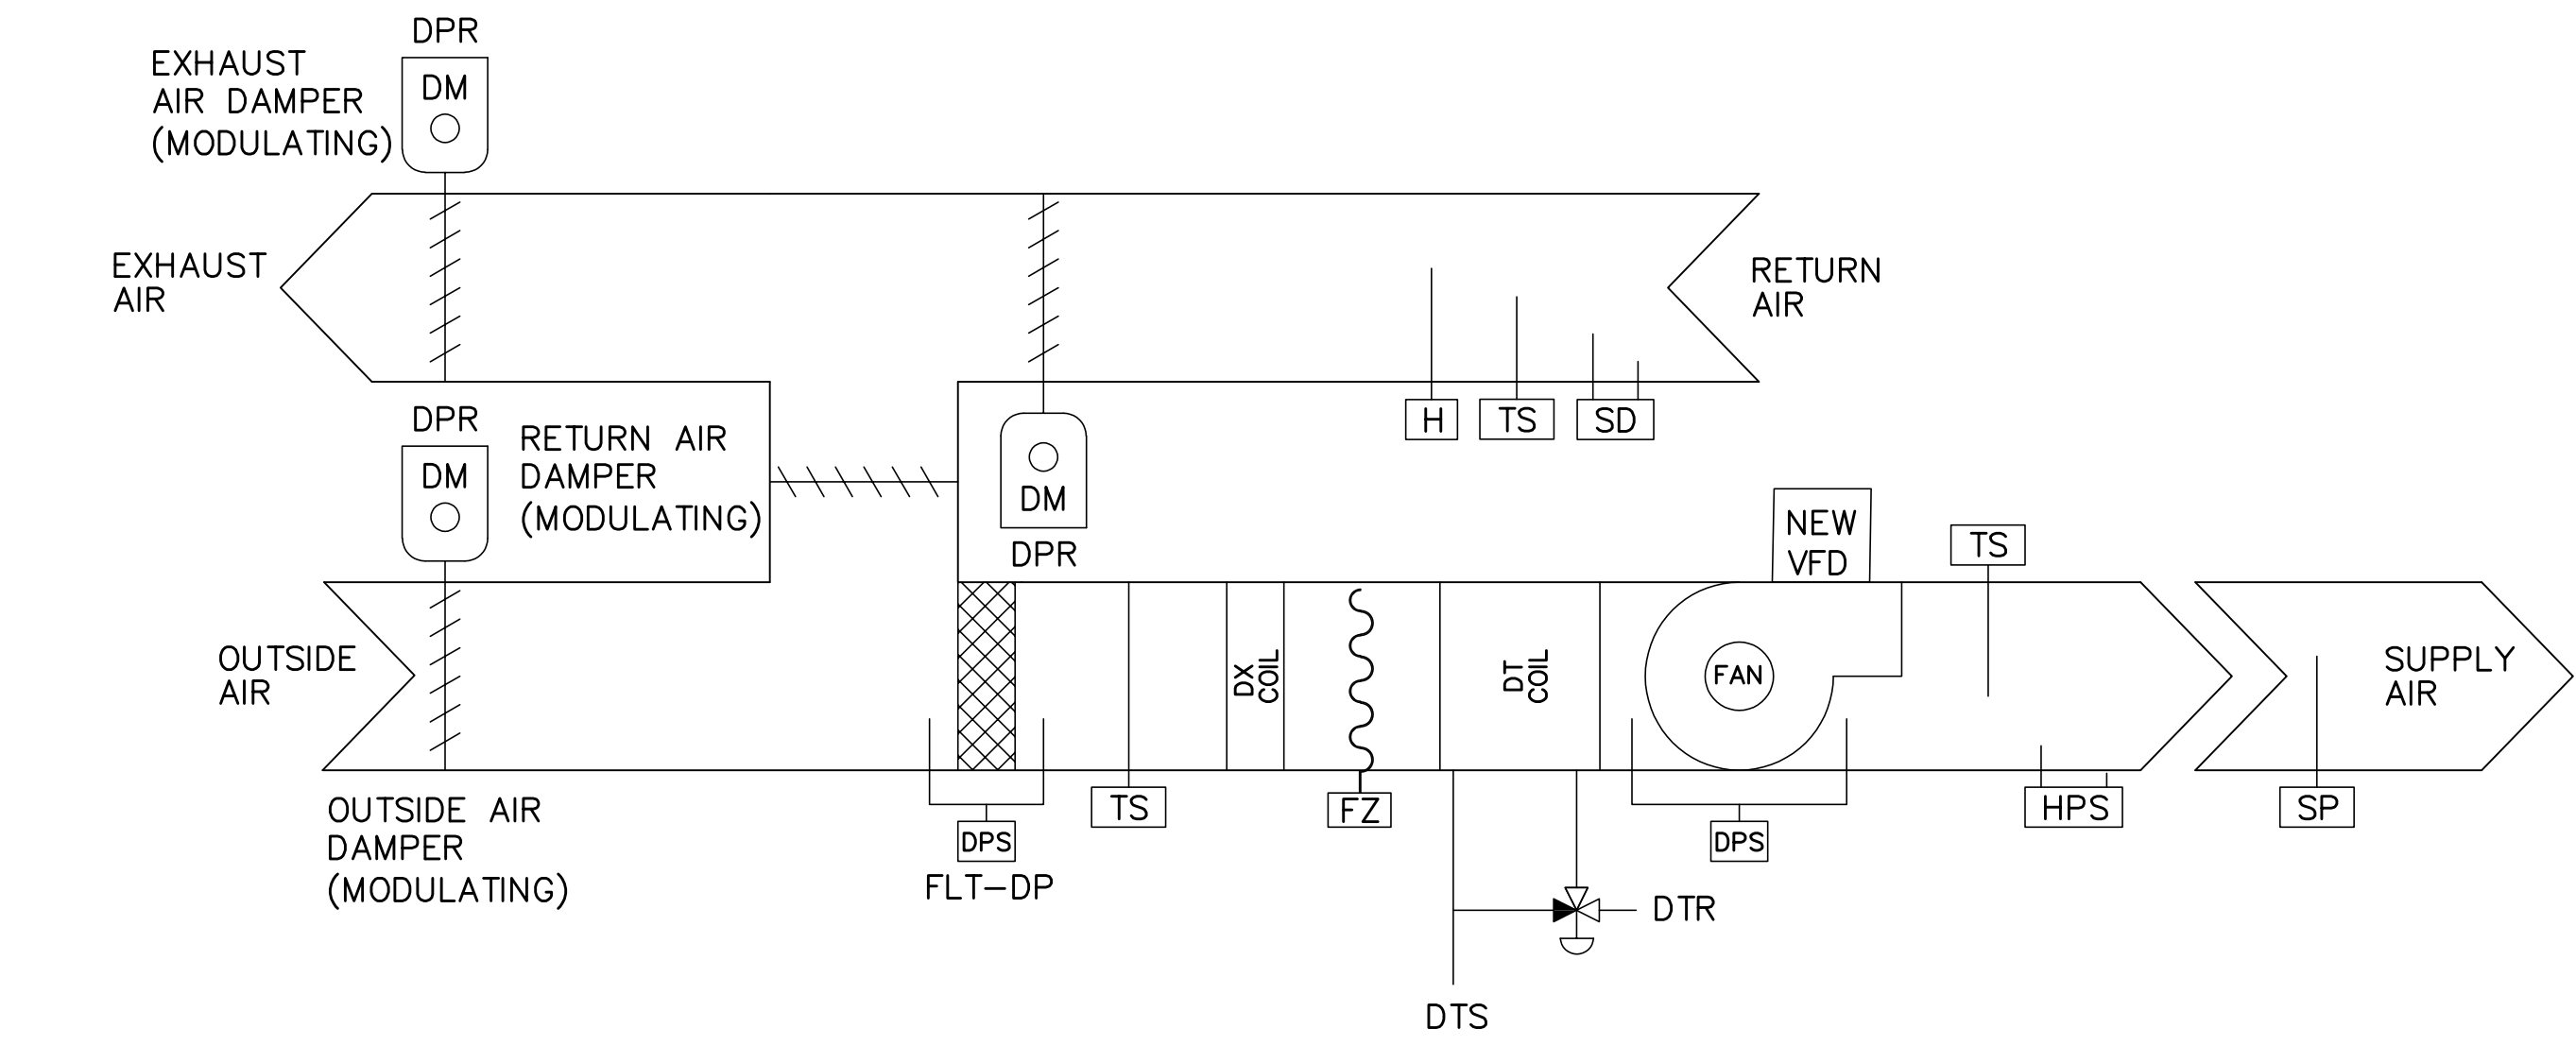 DPR
EXHAUST
AIR DAMPER
(MODULATING)
DM
EXHAUST
AIR
RETURN
AIR
H
TS
SD
DPR
DM
RETURN AIR
DAMPER
(MODULATING)
DM
DPR
NEW
VFD
TS
OUTSIDE
AIR
DX
COIL
DT
COIL
FAN
SUPPLY
AIR
OUTSIDE AIR
DAMPER
(MODULATING)
DPS
FLT-DP
TS
FZ
DPS
HPS
SP
DTR
DTS